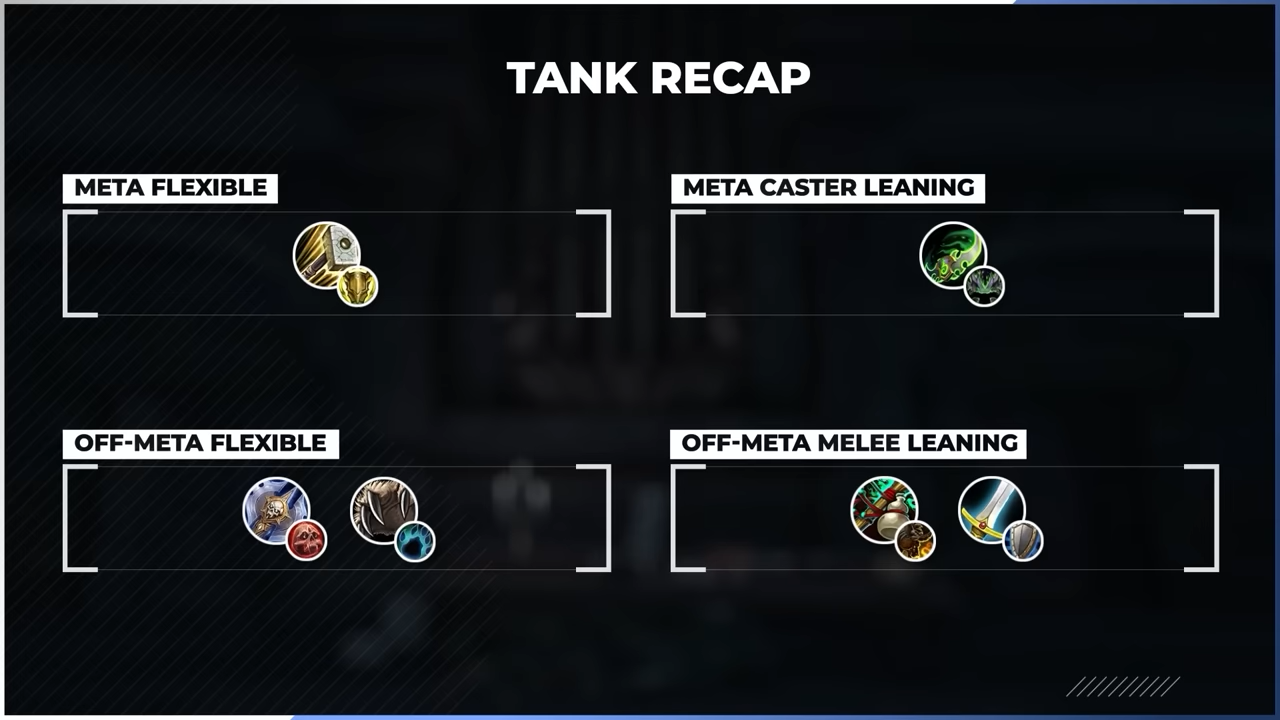 TANK RECAP
META FLEXIBLE
META CASTER LEANING
OFF-META FLEXIBLE
OFF-META MELEE LEANING